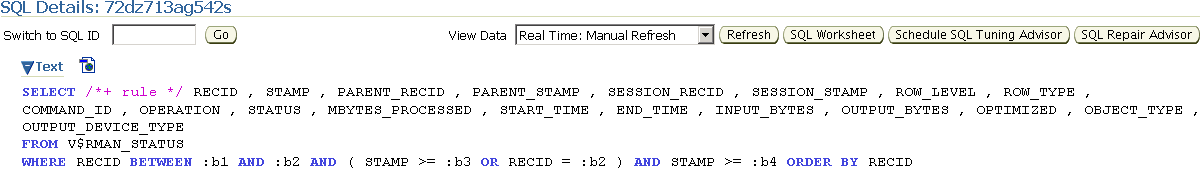 SQL Details: 72dz713ag542s
Switch to SQL ID Go View Data Real Time: Manual Refresh Refresh SQL Worksheet Schedule SQL Tuning Advisor SQL Repair Advisor
Text
SELECT /*+ rule */ RECID , STAMP , PARENT_RECID , PARENT_STAMP , SESSION_RECID , SESSION_STAMP , ROW_LEVEL , ROW_TYPE ,
COMMAND_ID , OPERATION , STATUS , MBYTES_PROCESSED , START_TIME , END_TIME , INPUT_BYTES , OUTPUT_BYTES , OPTIMIZED , OBJECT_TYPE ,
OUTPUT_DEVICE_TYPE
FROM V$RMAN_STATUS
WHERE RECID BETWEEN :b1 AND :b2 AND ( STAMP >= :b3 OR RECID = :b2 ) AND STAMP >= :b4 ORDER BY RECID